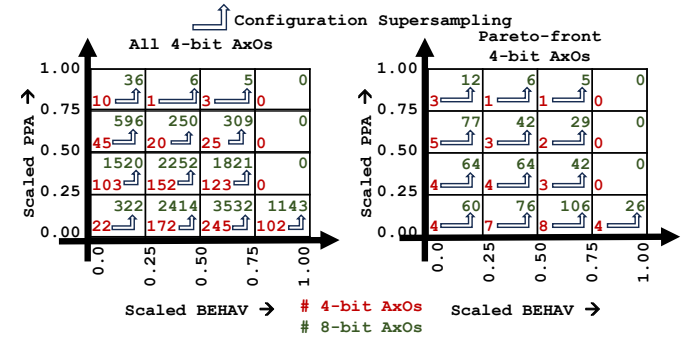 Configuration Supersampling
All 4-bit AxOs
Pareto-front
4-bit AxOs
Scaled PPA →
1.00
0.75
0.50
0.25
0.00
36 6 5 0
10 1 3 0
596 250 309 0
45 20 25
1520 2252 1821 0
103 152 123 0
322 2414 3532 1143
22 172 245 102
0.0 0.25 0.50 0.75 1.00
Scaled BEHAV →
Scaled PPA →
1.00
0.75
0.50
0.25
0.00
12 6 5 0
3 1 1 0
77 42 29 0
5 3 2 0
64 64 42 0
4 4 3 0
60 76 106 26
4 7 8 4
0.0 0.25 0.50 0.75 1.00
Scaled BEHAV →
# 4-bit AxOs
# 8-bit AxOs